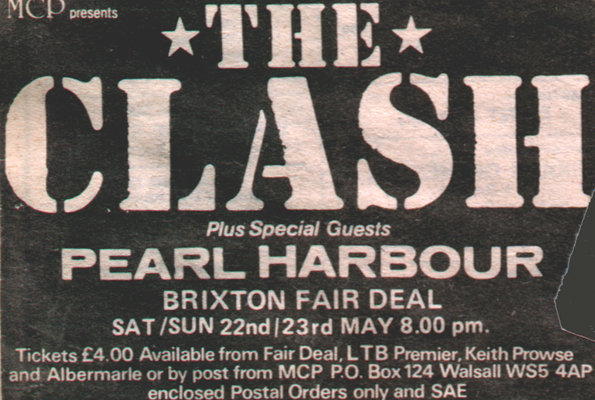 MCP presents
★THE★
CLASH
Plus Special Guests
PEARL HARBOUR
BRIXTON FAIR DEAL
SAT/SUN 22nd/23rd MAY 8.00 pm.
Tickets £4.00 Available from Fair Deal, LTB Premier, Keith Prowse
and Albermarle or by post from MCP P.O. Box 124 Walsall WS5 4AP
enclosed Postal Orders only and SAE